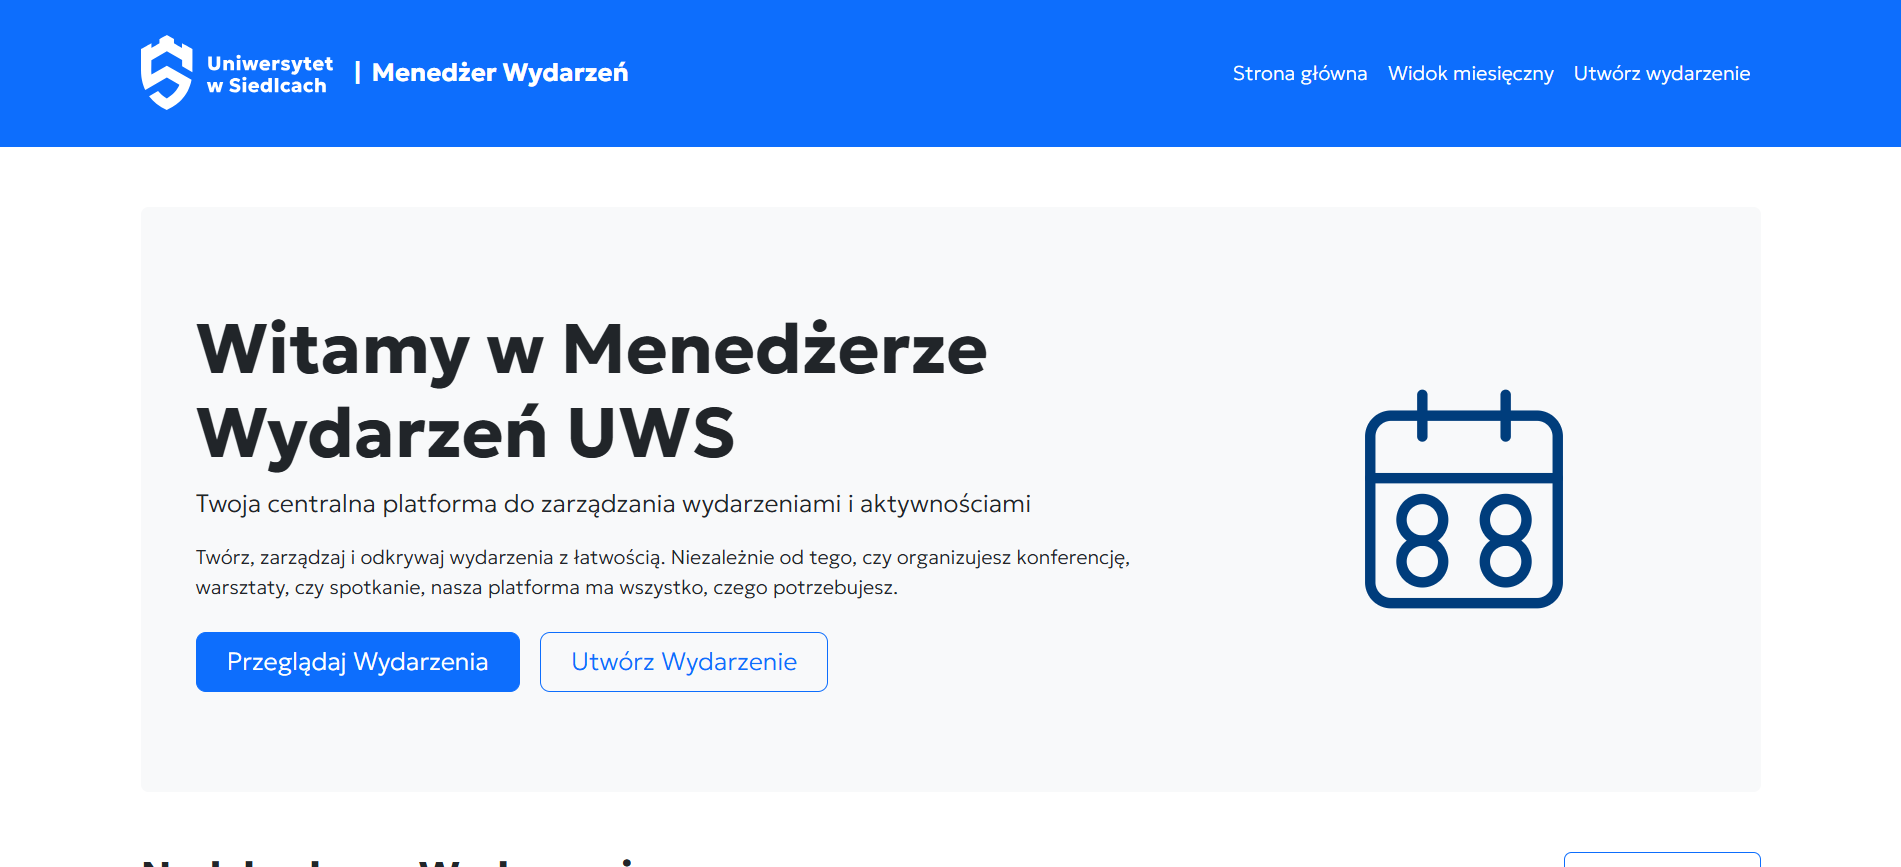 Uniwersytet
w Siedlcach
| Menedżer Wydarzeń
Strona główna Widok miesięczny Utwórz wydarzenie
Witamy w Menedżerze
Wydarzeń UWS
Twoja centralna platforma do zarządzania wydarzeniami i aktywnościami
Twórz, zarządzaj i odkrywaj wydarzenia z łatwością. Niezależnie od tego, czy organizujesz konferencję,
warsztaty, czy spotkanie, nasza platforma ma wszystko, czego potrzebujesz.
Przeglądaj Wydarzenia
Utwórz Wydarzenie
88